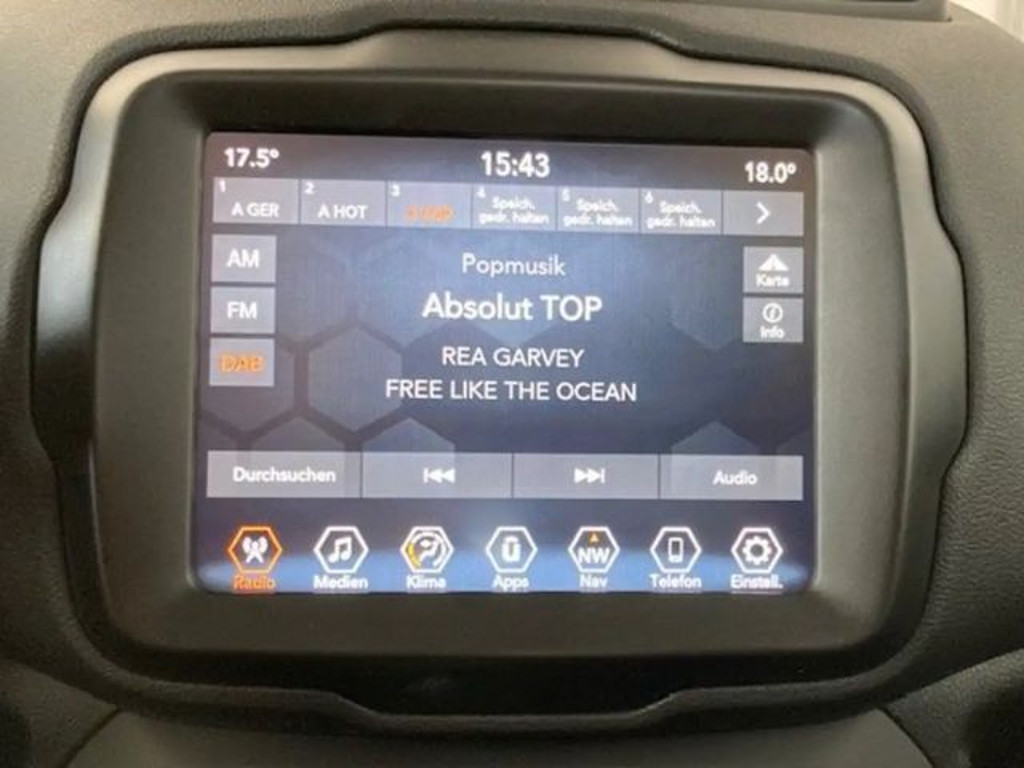 17.5° 15:43 18.0°
1 A GER 2 A HOT 3 4 Speich. gedr. halten 5 Speich. gedr. halten 6 Speich. gedr. halten
AM
Popmusik
Karte
FM
Absolut TOP
Info
DAB
REA GARVEY
FREE LIKE THE OCEAN
Durchsuchen Audio
NW
Radio Medien Klima Apps Nav Telefon Einstell.